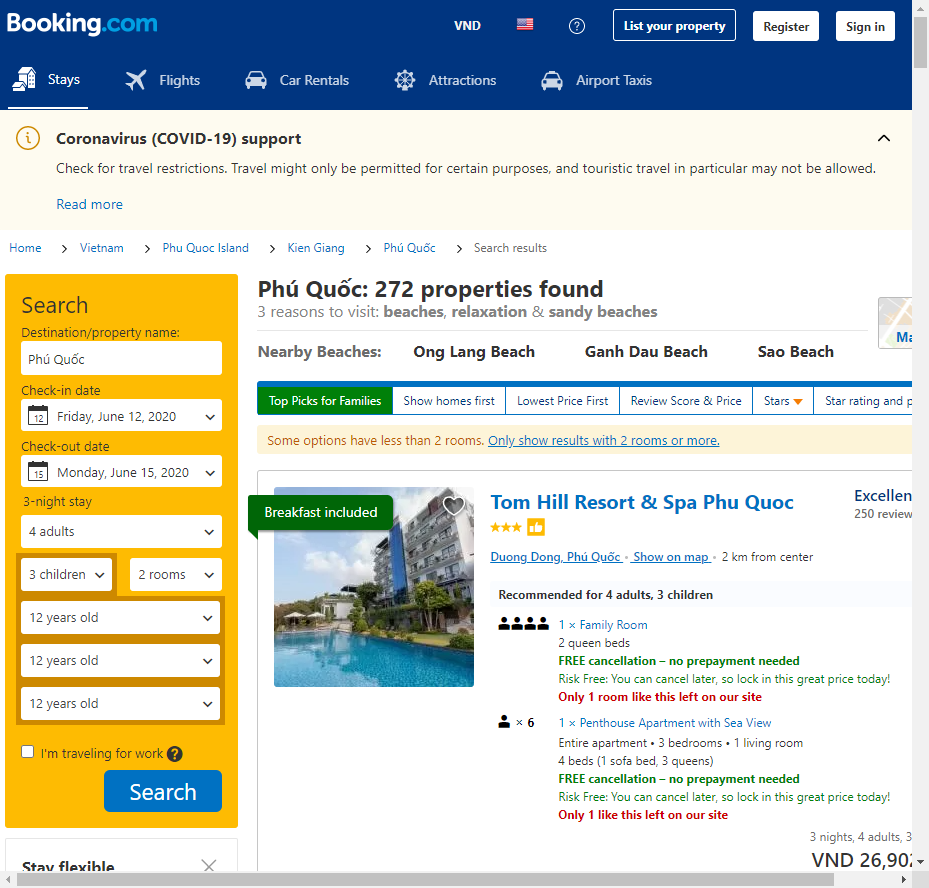 Booking.com
VND
List your property
Register
Sign in
Stays
Flights
Car Rentals
Attractions
Airport Taxis
Coronavirus (COVID-19) support
Check for travel restrictions. Travel might only be permitted for certain purposes, and touristic travel in particular may not be allowed.
Read more
Home
Vietnam
Phu Quoc Island
Kien Giang
Phú Quốc
Search results
Search
Destination/property name:
Phú Quốc
Check-in date
12
Friday, June 12, 2020
Check-out date
15
Monday, June 15, 2020
3-night stay
4 adults
3 children
2 rooms
12 years old
12 years old
12 years old
I'm traveling for work
Search
Stay flexible
Phú Quốc: 272 properties found
3 reasons to visit: beaches, relaxation & sandy beaches
Nearby Beaches:
Ong Lang Beach
Ganh Dau Beach
Sao Beach
Top Picks for Families
Show homes first
Lowest Price First
Review Score & Price
Stars
Star rating and p
Some options have less than 2 rooms. Only show results with 2 rooms or more.
Breakfast included
Tom Hill Resort & Spa Phu Quoc
Excellen
250 review
Duong Dong, Phú Quốc • Show on map • 2 km from center
Recommended for 4 adults, 3 children
1 × Family Room
2 queen beds
FREE cancellation – no prepayment needed
Risk Free: You can cancel later, so lock in this great price today!
Only 1 room like this left on our site
× 6
1 × Penthouse Apartment with Sea View
Entire apartment • 3 bedrooms • 1 living room
4 beds (1 sofa bed, 3 queens)
FREE cancellation – no prepayment needed
Risk Free: You can cancel later, so lock in this great price today!
Only 1 like this left on our site
3 nights, 4 adults, 3
VND 26,902